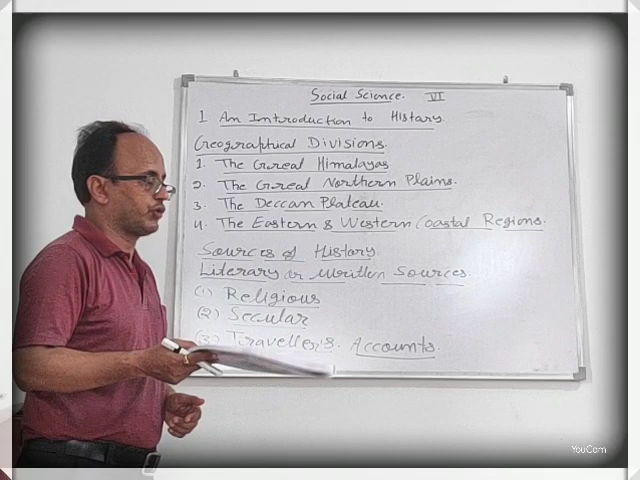 Social Science. VI
1 An Introduction to History.
Geographical Divisions.
1. The Great Himalayas
2. The Great Northern Plains.
3. The Deccan Plateau.
4. The Eastern & Western Coastal Regions.
Sources of History
Literary or Written Sources.
(1) Religious
(2) Secular
(3) Traveller's Accounts.
YouCam